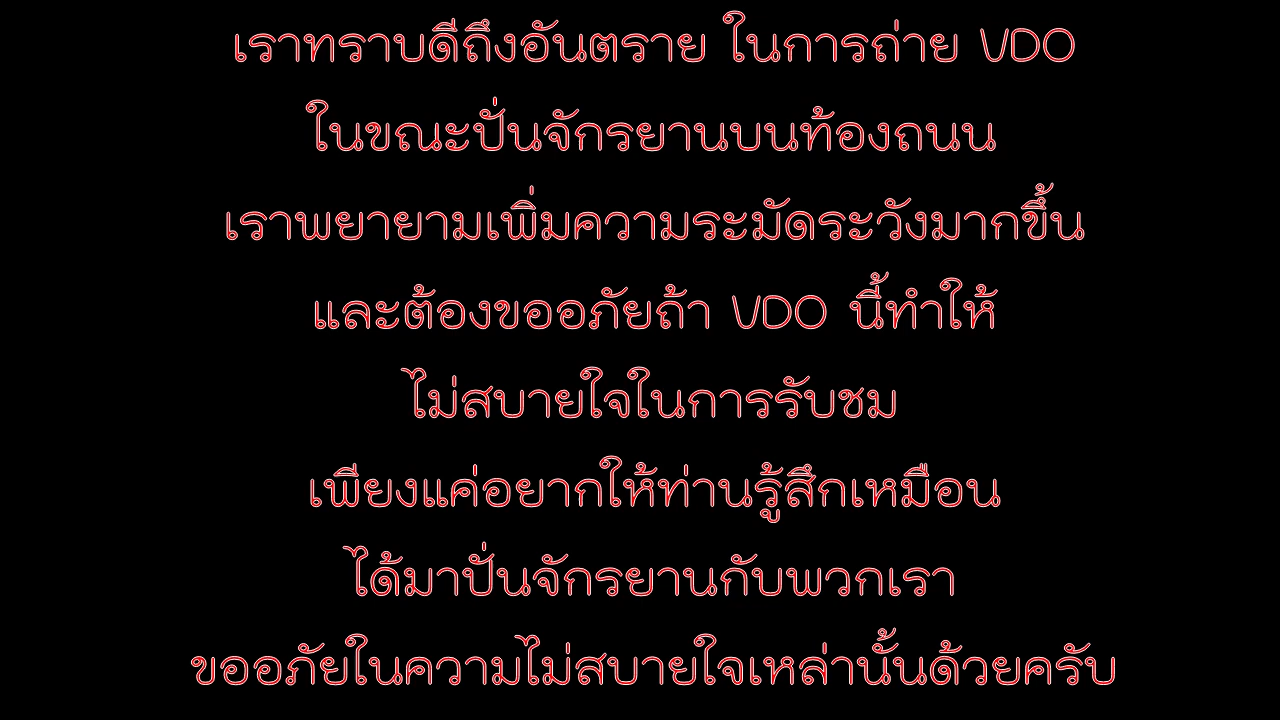 เราทราบดีถึงอันตราย ในการถ่าย VDO
ในขณะปั่นจักรยานบนท้องถนน
เราพยายามเพิ่มความระมัดระวังมากขึ้น
และต้องขออภัยถ้า VDO นี้ทำให้
ไม่สบายใจในการรับชม
เพียงแค่อยากให้ท่านรู้สึกเหมือน
ได้มาปั่นจักรยานกับพวกเรา
ขออภัยในความไม่สบายใจเหล่านั้นด้วยครับ